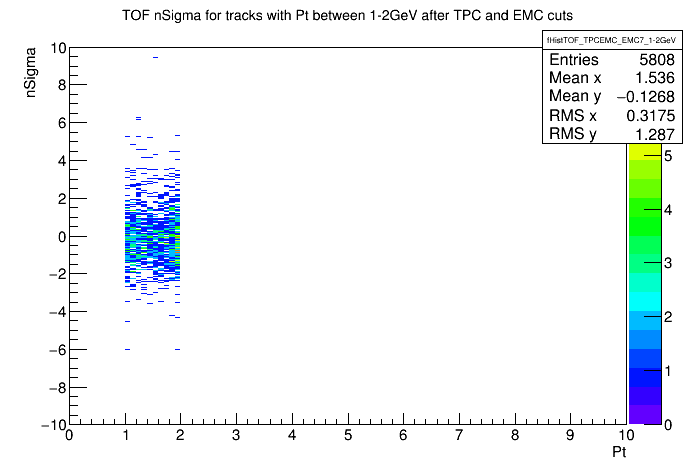 TOF nSigma for tracks with Pt between 1-2GeV after TPC and EMC cuts
fHistTOF_TPCEMC_EMC7_1-2GeV
Entries 5808
Mean x 1.536
Mean y −0.1268
RMS x 0.3175
RMS y 1.287
nSigma
10
8
6
4
2
0
−2
−4
−6
−8
−10
0 1 2 3 4 5 6 7 8 9 10
Pt
5
4
3
2
1
0